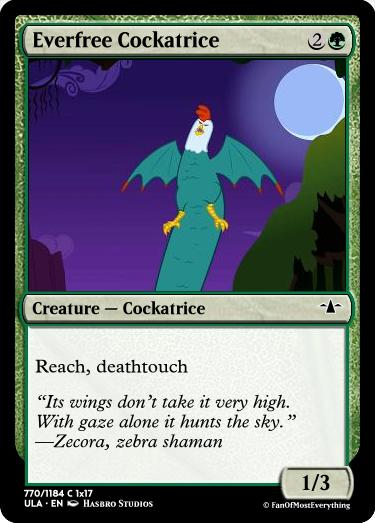 Everfree Cockatrice 2
Creature — Cockatrice
Reach, deathtouch
“Its wings don’t take it very high.
With gaze alone it hunts the sky.”
—Zecora, zebra shaman
1/3
770/1184 C 1x17
ULA • EN Hasbro Studios
© FanOfMostEverything